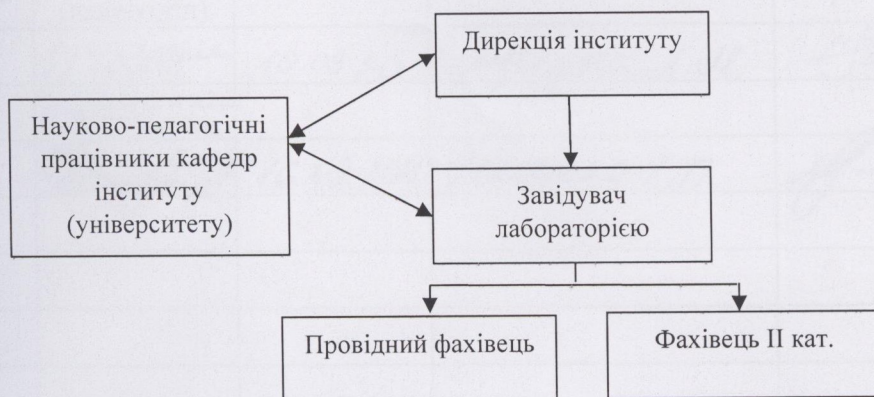 Дирекція інституту
Науково-педагогічні
працівники кафедр
інституту
(університету)
Завідувач
лабораторією
Провідний фахівець
Фахівець ІІ кат.